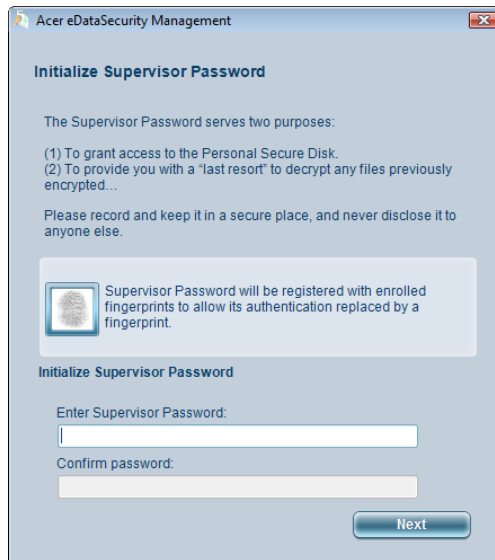 Acer eDataSecurity Management
Initialize Supervisor Password
The Supervisor Password serves two purposes:
(1) To grant access to the Personal Secure Disk.
(2) To provide you with a “last resort” to decrypt any files previously
encrypted...
Please record and keep it in a secure place, and never disclose it to
anyone else.
Supervisor Password will be registered with enrolled
fingerprints to allow its authentication replaced by a
fingerprint.
Initialize Supervisor Password
Enter Supervisor Password:
Confirm password:
Next